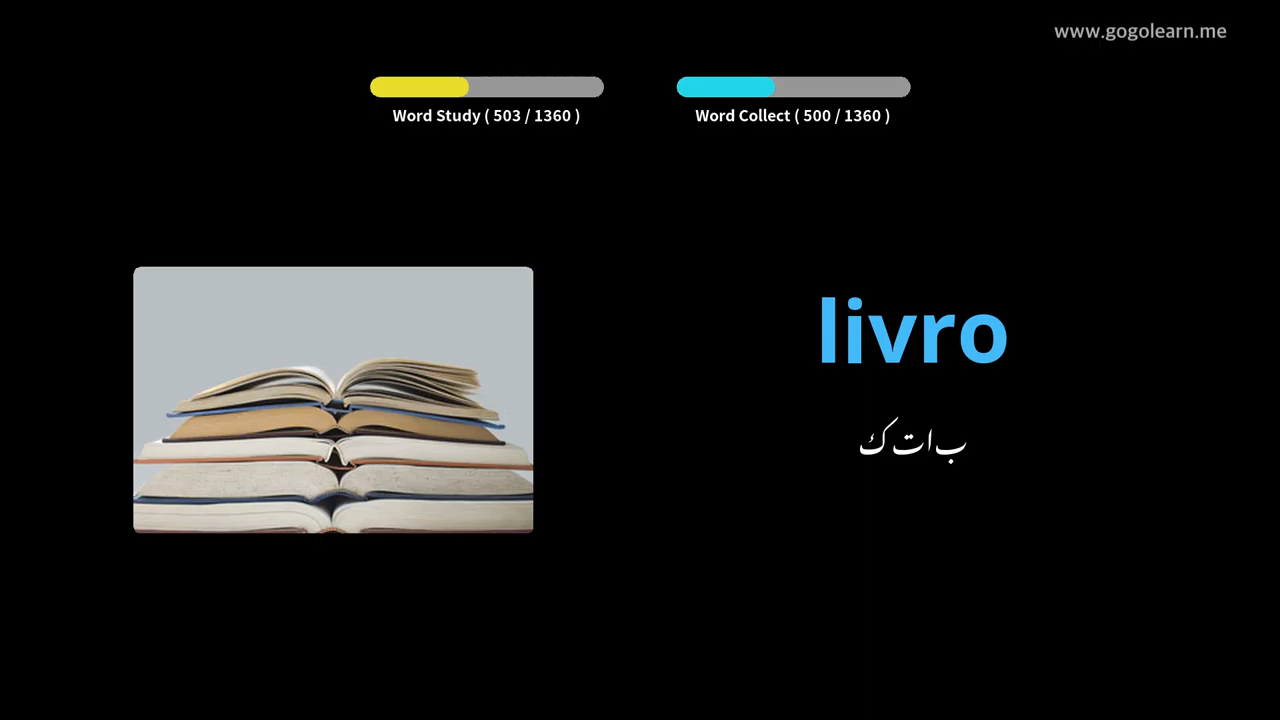 www.gogolearn.me
Word Study ( 503 / 1360 )
Word Collect ( 500 / 1360 )
livro
ب ا ت ک